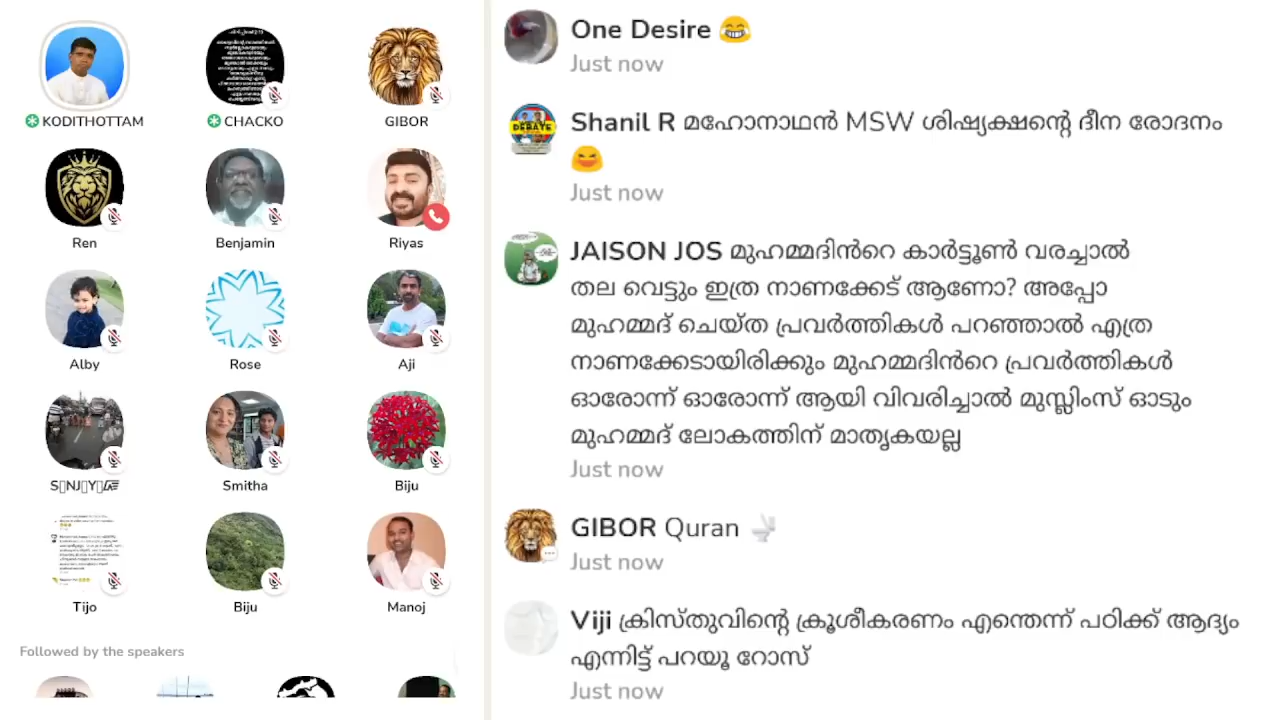 KODITHOTTAM
CHACKO
GIBOR
Ren
Benjamin
Riyas
Alby
Rose
Aji
Smitha
Biju
Tijo
Biju
Manoj
Followed by the speakers
One Desire 😂
Just now
Shanil R മഹോനാഥൻ MSW ശിഷ്യക്ഷന്റെ ദീന രോദനം
😆
Just now
JAISON JOS മുഹമ്മദിൻറെ കാർട്ടൂൺ വരച്ചാൽ
തല വെട്ടും ഇത്ര നാണക്കേട് ആണോ? അപ്പോ
മുഹമ്മദ് ചെയ്ത പ്രവർത്തികൾ പറഞ്ഞാൽ എത്ര
നാണക്കേടായിരിക്കും മുഹമ്മദിൻറെ പ്രവർത്തികൾ
ഓരോന്ന് ഓരോന്ന് ആയി വിവരിച്ചാൽ മുസ്ലിംസ് ഓടും
മുഹമ്മദ് ലോകത്തിന് മാതൃകയല്ല
Just now
GIBOR Quran 🚽
Just now
Viji ക്രിസ്തുവിന്റെ ക്രൂശീകരണം എന്തെന്ന് പഠിക്ക് ആദ്യം
എന്നിട്ട് പറയൂ റോസ്
Just now